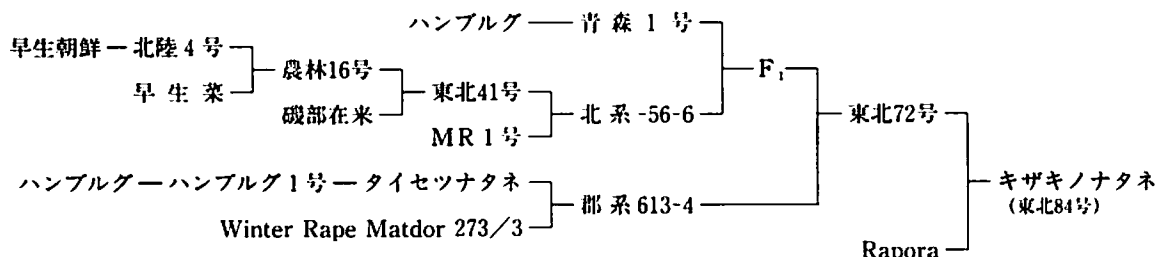 ハンブルグ 青森1号
早生朝鮮 北陸4号
農林16号 F₁
早生菜 東北41号
磯部在来 北系-56-6 東北72号
MR1号
ハンブルグ ハンブルグ1号 タイセツナタネ キザキノナタネ
郡系613-4 (東北84号)
Winter Rape Matdor 273/3
Rapora